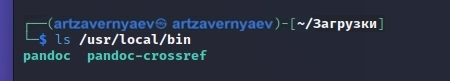 ┌──(artzavernyaev㉿ artzavernyaev)-[~/Загрузки]
└─$ ls /usr/local/bin
pandoc  pandoc-crossref